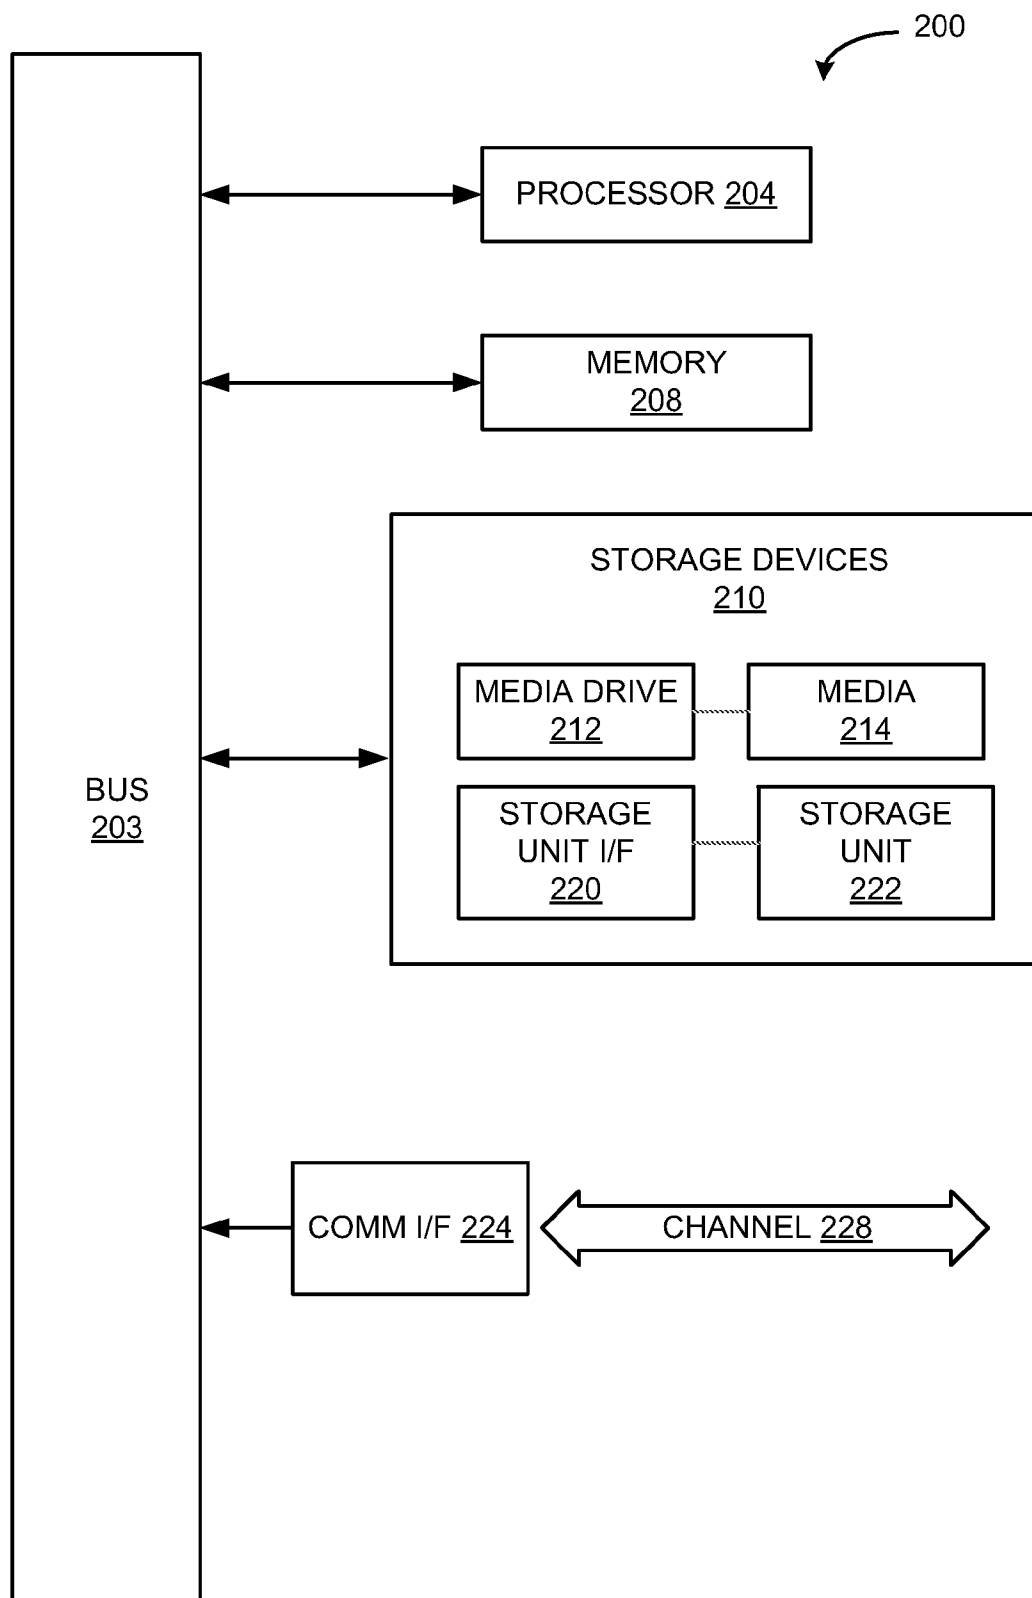 200
PROCESSOR 204
MEMORY
208
STORAGE DEVICES
210
MEDIA DRIVE
212
MEDIA
214
BUS
203
STORAGE
UNIT I/F
220
STORAGE
UNIT
222
COMM I/F 224
CHANNEL 228